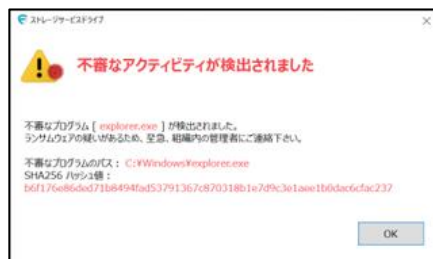 ストレージサービスドライブ
不審なアクティビティが検出されました
不審なプログラム [ explorer.exe ] が検出されました。
ランサムウェアの疑いがあるため、至急、組織内の管理者にご連絡下さい。
不審なプログラムのパス： C:¥Windows¥explorer.exe
SHA256 ハッシュ値：
b6f176e86ded71b8494fad53791367c870318b1e7d9c3e1aee1b0dac6cfac237
OK